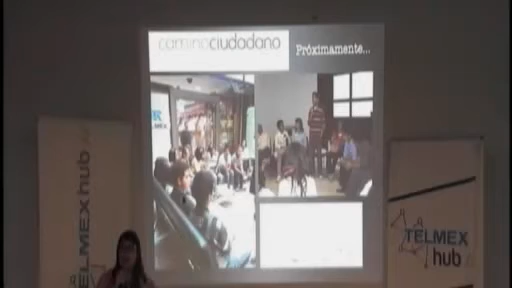 caminociudadano
Próximamente...
TELMEX hub
TELMEX
hub